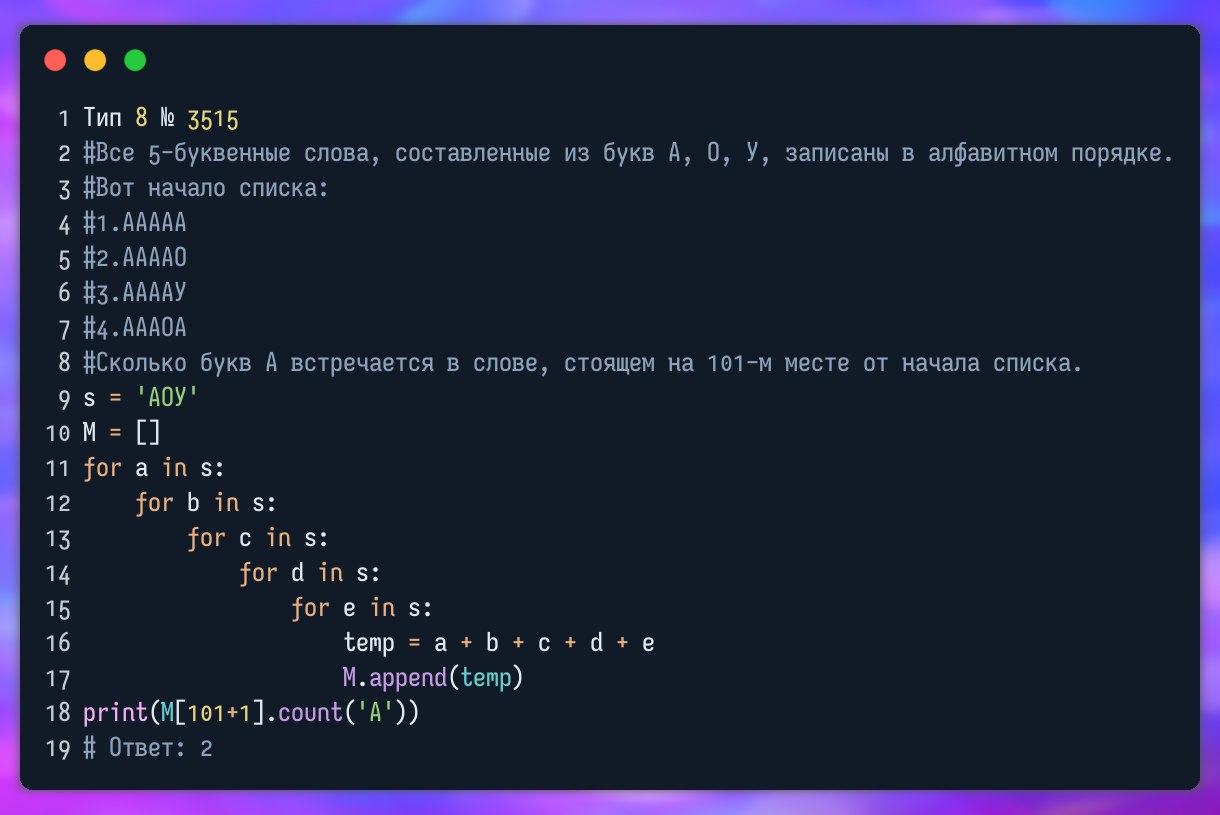 1 Тип 8 № 3515
2 #Все 5-буквенные слова, составленные из букв А, О, У, записаны в алфавитном порядке.
3 #Вот начало списка:
4 #1.ААААА
5 #2.ААААО
6 #3.ААААУ
7 #4.АААОА
8 #Сколько букв А встречается в слове, стоящем на 101-м месте от начала списка.
9 s = 'АОУ'
10 M = []
11 for a in s:
12     for b in s:
13         for c in s:
14             for d in s:
15                 for e in s:
16                     temp = a + b + c + d + e
17                     M.append(temp)
18 print(M[101+1].count('А'))
19 # Ответ: 2